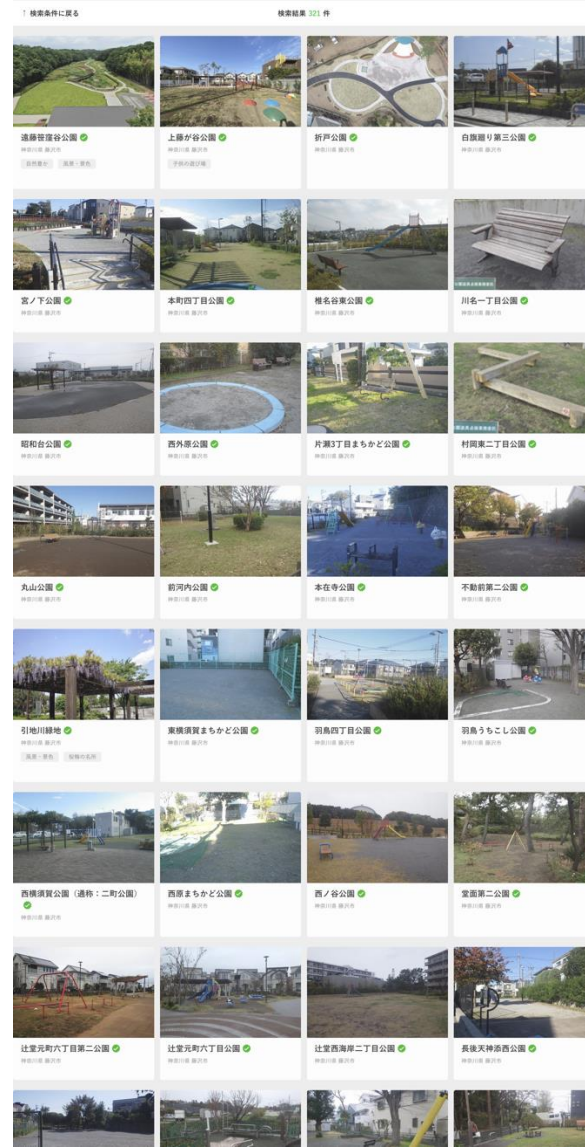 ↑ 検索条件に戻る
検索結果 321 件
遠藤笹窪谷公園
神奈川県 藤沢市
自然豊か 風景・景色
上藤が谷公園
神奈川県 藤沢市
子供の遊び場
折戸公園
神奈川県 藤沢市
白旗廻り第三公園
神奈川県 藤沢市
宮ノ下公園
神奈川県 藤沢市
本町四丁目公園
神奈川県 藤沢市
椎名谷東公園
神奈川県 藤沢市
川名一丁目公園
神奈川県 藤沢市
昭和台公園
神奈川県 藤沢市
西外原公園
神奈川県 藤沢市
片瀬3丁目まちかど公園
神奈川県 藤沢市
村岡東二丁目公園
神奈川県 藤沢市
丸山公園
神奈川県 藤沢市
前河内公園
神奈川県 藤沢市
本在寺公園
神奈川県 藤沢市
不動前第二公園
神奈川県 藤沢市
引地川緑地
神奈川県 藤沢市
風景・景色 桜梅の名所
東横須賀まちかど公園
神奈川県 藤沢市
羽鳥四丁目公園
神奈川県 藤沢市
羽鳥うちこし公園
神奈川県 藤沢市
西横須賀公園（通称：二町公園）
神奈川県 藤沢市
西原まちかど公園
神奈川県 藤沢市
西ノ谷公園
神奈川県 藤沢市
堂面第二公園
神奈川県 藤沢市
辻堂元町六丁目第二公園
神奈川県 藤沢市
辻堂元町六丁目公園
神奈川県 藤沢市
辻堂西海岸二丁目公園
神奈川県 藤沢市
長後天神添西公園
神奈川県 藤沢市